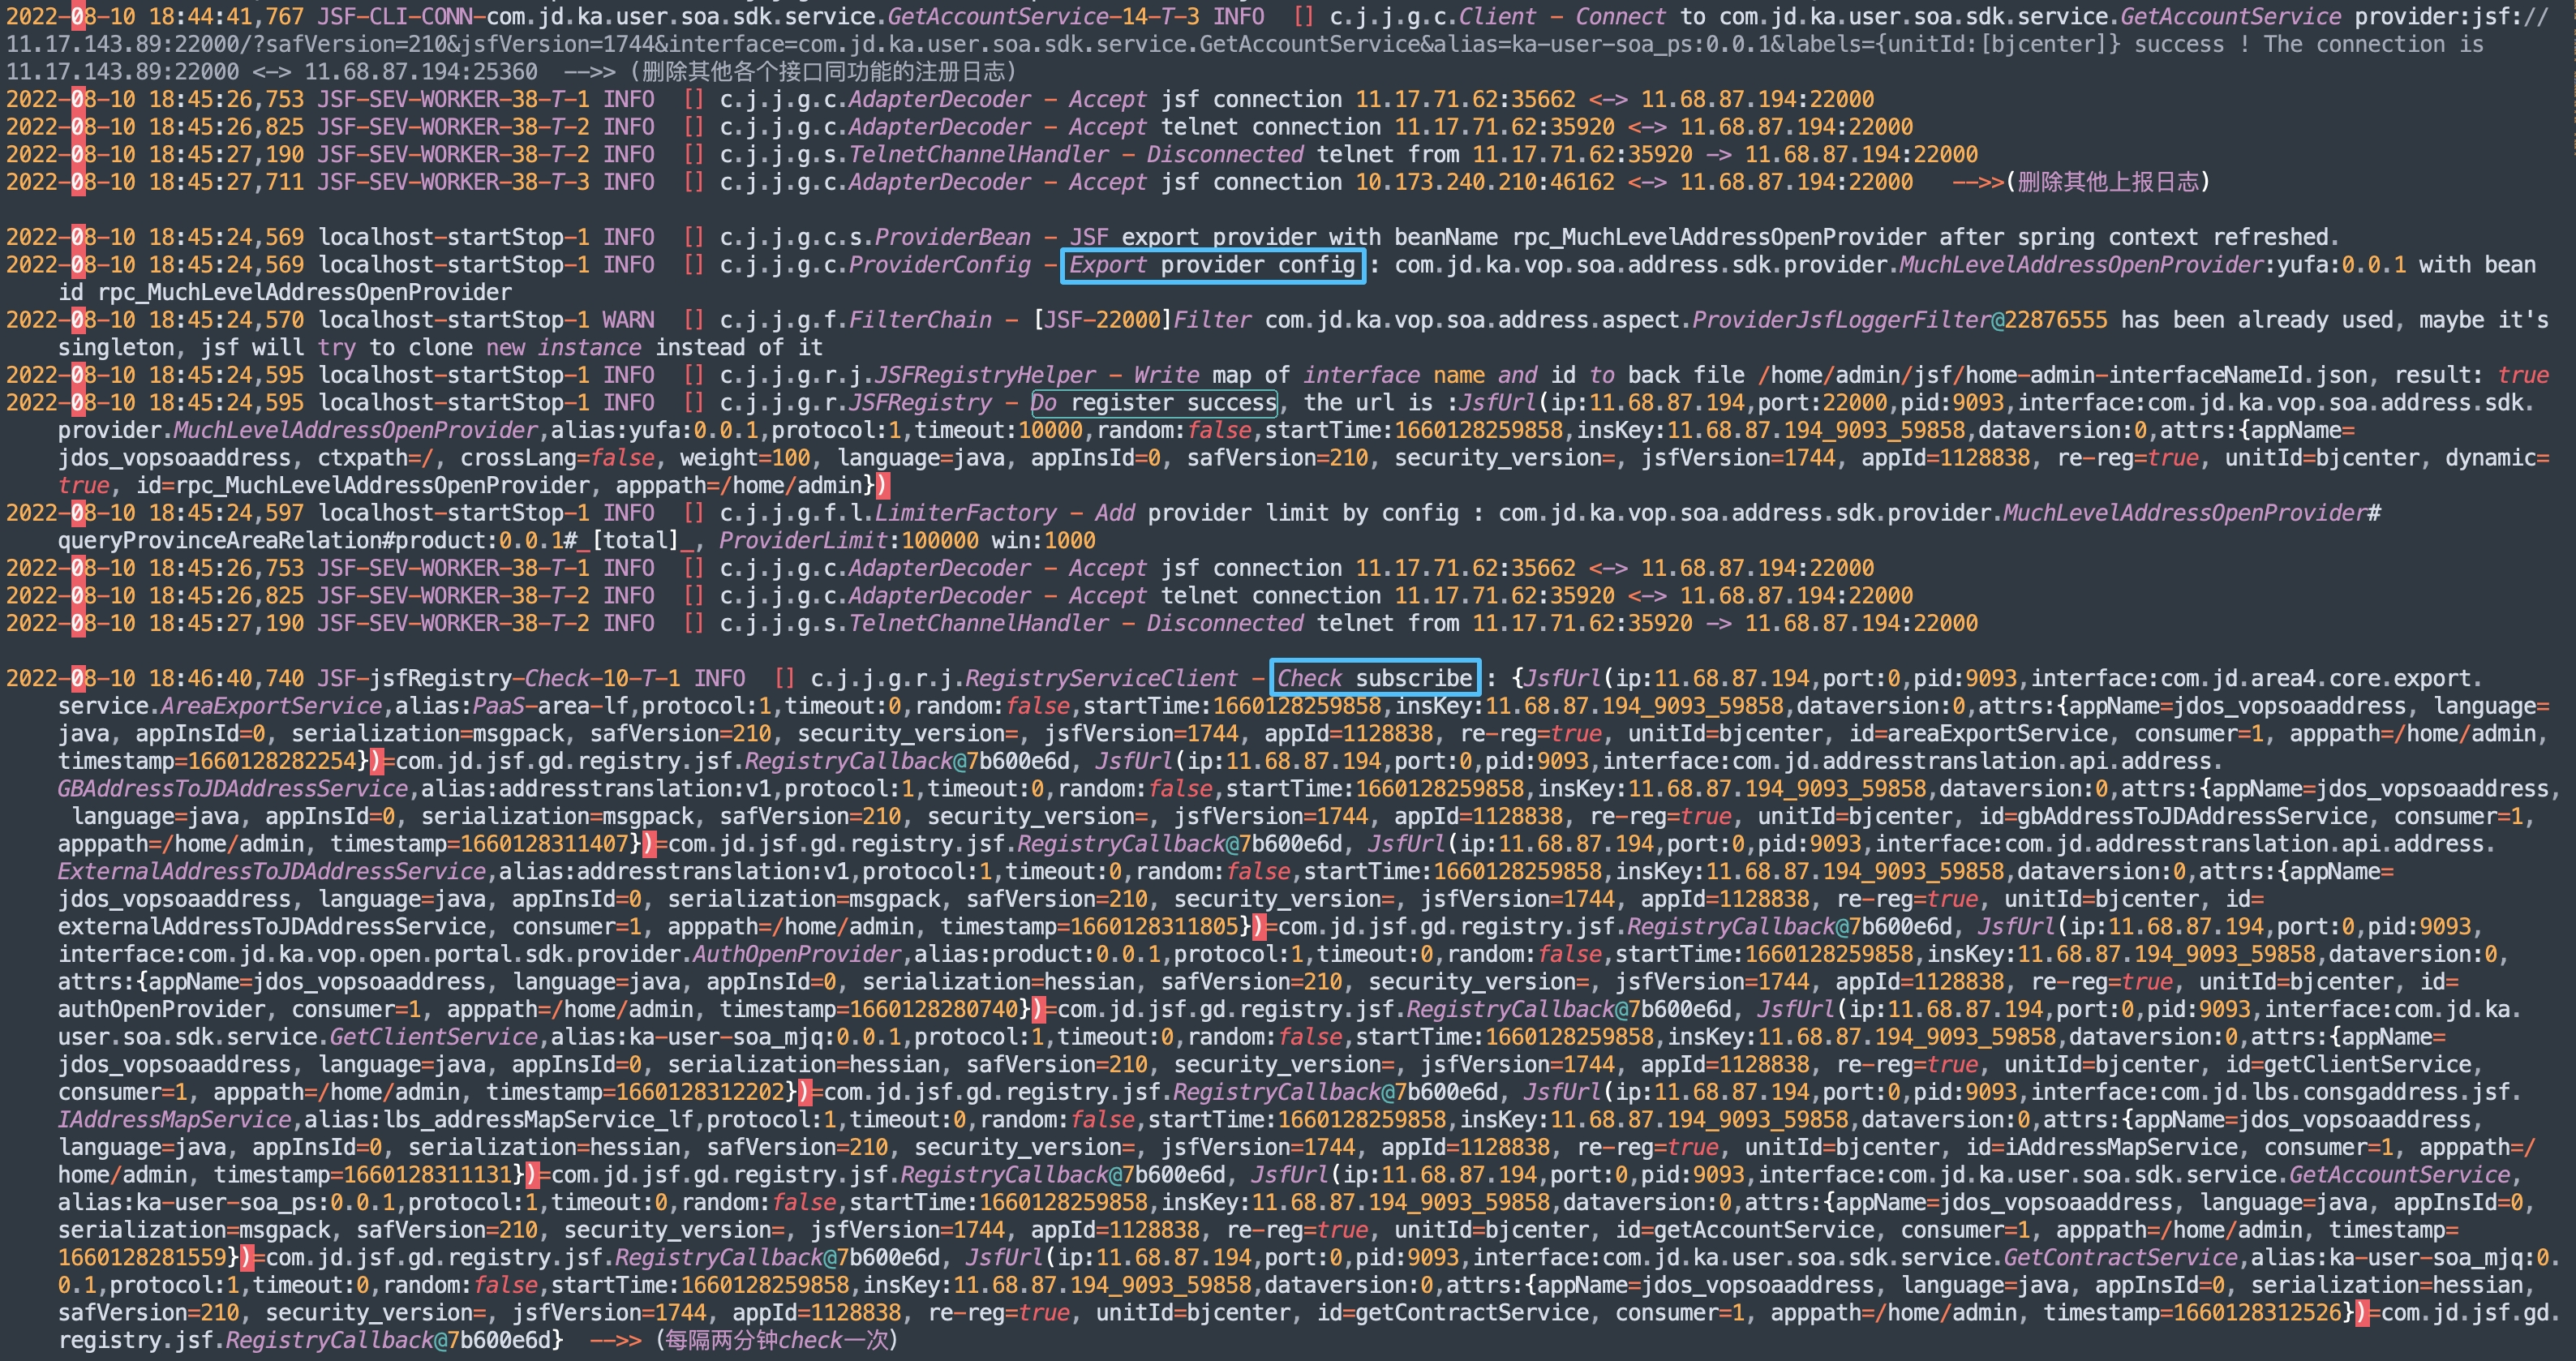 2022-08-10 18:44:41,767 JSF-CLI-CONN-com.jd.ka.user.soa.sdk.service.GetAccountService-14-T-3 INFO  [] c.j.j.g.c.Client - Connect to com.jd.ka.user.soa.sdk.service.GetAccountService provider:jsf://
11.17.143.89:22000/?safVersion=210&jsfVersion=1744&interface=com.jd.ka.user.soa.sdk.service.GetAccountService&alias=ka-user-soa_ps:0.0.1&labels={unitId:[bjcenter]} success ! The connection is
11.17.143.89:22000 <-> 11.68.87.194:25360  -->> (删除其他各个接口同功能的注册日志)
2022-08-10 18:45:26,753 JSF-SEV-WORKER-38-T-1 INFO  [] c.j.j.g.c.AdapterDecoder - Accept jsf connection 11.17.71.62:35662 <-> 11.68.87.194:22000
2022-08-10 18:45:26,825 JSF-SEV-WORKER-38-T-2 INFO  [] c.j.j.g.c.AdapterDecoder - Accept telnet connection 11.17.71.62:35920 <-> 11.68.87.194:22000
2022-08-10 18:45:27,190 JSF-SEV-WORKER-38-T-2 INFO  [] c.j.j.g.s.TelnetChannelHandler - Disconnected telnet from 11.17.71.62:35920 -> 11.68.87.194:22000
2022-08-10 18:45:27,711 JSF-SEV-WORKER-38-T-3 INFO  [] c.j.j.g.c.AdapterDecoder - Accept jsf connection 10.173.240.210:46162 <-> 11.68.87.194:22000   -->>(删除其他上报日志)
2022-08-10 18:45:24,569 localhost-startStop-1 INFO  [] c.j.j.g.c.s.ProviderBean - JSF export provider with beanName rpc_MuchLevelAddressOpenProvider after spring context refreshed.
2022-08-10 18:45:24,569 localhost-startStop-1 INFO  [] c.j.j.g.c.ProviderConfig - Export provider config : com.jd.ka.vop.soa.address.sdk.provider.MuchLevelAddressOpenProvider:yufa:0.0.1 with bean
id rpc_MuchLevelAddressOpenProvider
2022-08-10 18:45:24,570 localhost-startStop-1 WARN  [] c.j.j.g.f.FilterChain - [JSF-22000]Filter com.jd.ka.vop.soa.address.aspect.ProviderJsfLoggerFilter@22876555 has been already used, maybe it's
singleton, jsf will try to clone new instance instead of it
2022-08-10 18:45:24,595 localhost-startStop-1 INFO  [] c.j.j.g.r.j.JSFRegistryHelper - Write map of interface name and id to back file /home/admin/jsf/home-admin-interfaceNameId.json, result: true
2022-08-10 18:45:24,595 localhost-startStop-1 INFO  [] c.j.j.g.r.JSFRegistry - Do register success, the url is :JsfUrl(ip:11.68.87.194,port:22000,pid:9093,interface:com.jd.ka.vop.soa.address.sdk.
provider.MuchLevelAddressOpenProvider,alias:yufa:0.0.1,protocol:1,timeout:10000,random:false,startTime:1660128259858,insKey:11.68.87.194_9093_59858,dataversion:0,attrs:{appName=
jdos_vopsoaaddress, ctxpath=/, crossLang=false, weight=100, language=java, appInsId=0, safVersion=210, security_version=, jsfVersion=1744, appId=1128838, re-reg=true, unitId=bjcenter, dynamic=
true, id=rpc_MuchLevelAddressOpenProvider, apppath=/home/admin})
2022-08-10 18:45:24,597 localhost-startStop-1 INFO  [] c.j.j.g.f.l.LimiterFactory - Add provider limit by config : com.jd.ka.vop.soa.address.sdk.provider.MuchLevelAddressOpenProvider#
queryProvinceAreaRelation#product:0.0.1#_[total]_, ProviderLimit:100000 win:1000
2022-08-10 18:45:26,753 JSF-SEV-WORKER-38-T-1 INFO  [] c.j.j.g.c.AdapterDecoder - Accept jsf connection 11.17.71.62:35662 <-> 11.68.87.194:22000
2022-08-10 18:45:26,825 JSF-SEV-WORKER-38-T-2 INFO  [] c.j.j.g.c.AdapterDecoder - Accept telnet connection 11.17.71.62:35920 <-> 11.68.87.194:22000
2022-08-10 18:45:27,190 JSF-SEV-WORKER-38-T-2 INFO  [] c.j.j.g.s.TelnetChannelHandler - Disconnected telnet from 11.17.71.62:35920 -> 11.68.87.194:22000
2022-08-10 18:46:40,740 JSF-jsfRegistry-Check-10-T-1 INFO  [] c.j.j.g.r.j.RegistryServiceClient - Check subscribe : {JsfUrl(ip:11.68.87.194,port:0,pid:9093,interface:com.jd.area4.core.export.
service.AreaExportService,alias:PaaS-area-lf,protocol:1,timeout:0,random:false,startTime:1660128259858,insKey:11.68.87.194_9093_59858,dataversion:0,attrs:{appName=jdos_vopsoaaddress, language=
java, appInsId=0, serialization=msgpack, safVersion=210, security_version=, jsfVersion=1744, appId=1128838, re-reg=true, unitId=bjcenter, id=areaExportService, consumer=1, apppath=/home/admin,
timestamp=1660128282254})=com.jd.jsf.gd.registry.jsf.RegistryCallback@7b600e6d, JsfUrl(ip:11.68.87.194,port:0,pid:9093,interface:com.jd.addresstranslation.api.address.
GBAddressToJDAddressService,alias:addresstranslation:v1,protocol:1,timeout:0,random:false,startTime:1660128259858,insKey:11.68.87.194_9093_59858,dataversion:0,attrs:{appName=jdos_vopsoaaddress,
language=java, appInsId=0, serialization=msgpack, safVersion=210, security_version=, jsfVersion=1744, appId=1128838, re-reg=true, unitId=bjcenter, id=gbAddressToJDAddressService, consumer=1,
apppath=/home/admin, timestamp=1660128311407})=com.jd.jsf.gd.registry.jsf.RegistryCallback@7b600e6d, JsfUrl(ip:11.68.87.194,port:0,pid:9093,interface:com.jd.addresstranslation.api.address.
ExternalAddressToJDAddressService,alias:addresstranslation:v1,protocol:1,timeout:0,random:false,startTime:1660128259858,insKey:11.68.87.194_9093_59858,dataversion:0,attrs:{appName=
jdos_vopsoaaddress, language=java, appInsId=0, serialization=msgpack, safVersion=210, security_version=, jsfVersion=1744, appId=1128838, re-reg=true, unitId=bjcenter, id=
externalAddressToJDAddressService, consumer=1, apppath=/home/admin, timestamp=1660128311805})=com.jd.jsf.gd.registry.jsf.RegistryCallback@7b600e6d, JsfUrl(ip:11.68.87.194,port:0,pid:9093,
interface:com.jd.ka.vop.open.portal.sdk.provider.AuthOpenProvider,alias:product:0.0.1,protocol:1,timeout:0,random:false,startTime:1660128259858,insKey:11.68.87.194_9093_59858,dataversion:0,
attrs:{appName=jdos_vopsoaaddress, language=java, appInsId=0, serialization=hessian, safVersion=210, security_version=, jsfVersion=1744, appId=1128838, re-reg=true, unitId=bjcenter, id=
authOpenProvider, consumer=1, apppath=/home/admin, timestamp=1660128280740})=com.jd.jsf.gd.registry.jsf.RegistryCallback@7b600e6d, JsfUrl(ip:11.68.87.194,port:0,pid:9093,interface:com.jd.ka.
user.soa.sdk.service.GetClientService,alias:ka-user-soa_mjq:0.0.1,protocol:1,timeout:0,random:false,startTime:1660128259858,insKey:11.68.87.194_9093_59858,dataversion:0,attrs:{appName=
jdos_vopsoaaddress, language=java, appInsId=0, serialization=hessian, safVersion=210, security_version=, jsfVersion=1744, appId=1128838, re-reg=true, unitId=bjcenter, id=getClientService,
consumer=1, apppath=/home/admin, timestamp=1660128312202})=com.jd.jsf.gd.registry.jsf.RegistryCallback@7b600e6d, JsfUrl(ip:11.68.87.194,port:0,pid:9093,interface:com.jd.lbs.consgaddress.jsf.
IAddressMapService,alias:lbs_addressMapService_lf,protocol:1,timeout:0,random:false,startTime:1660128259858,insKey:11.68.87.194_9093_59858,dataversion:0,attrs:{appName=jdos_vopsoaaddress,
language=java, appInsId=0, serialization=hessian, safVersion=210, security_version=, jsfVersion=1744, appId=1128838, re-reg=true, unitId=bjcenter, id=iAddressMapService, consumer=1, apppath=/
home/admin, timestamp=1660128311131})=com.jd.jsf.gd.registry.jsf.RegistryCallback@7b600e6d, JsfUrl(ip:11.68.87.194,port:0,pid:9093,interface:com.jd.ka.user.soa.sdk.service.GetAccountService,
alias:ka-user-soa_ps:0.0.1,protocol:1,timeout:0,random:false,startTime:1660128259858,insKey:11.68.87.194_9093_59858,dataversion:0,attrs:{appName=jdos_vopsoaaddress, language=java, appInsId=0,
serialization=msgpack, safVersion=210, security_version=, jsfVersion=1744, appId=1128838, re-reg=true, unitId=bjcenter, id=getAccountService, consumer=1, apppath=/home/admin, timestamp=
1660128281559})=com.jd.jsf.gd.registry.jsf.RegistryCallback@7b600e6d, JsfUrl(ip:11.68.87.194,port:0,pid:9093,interface:com.jd.ka.user.soa.sdk.service.GetContractService,alias:ka-user-soa_mjq:0.
0.1,protocol:1,timeout:0,random:false,startTime:1660128259858,insKey:11.68.87.194_9093_59858,dataversion:0,attrs:{appName=jdos_vopsoaaddress, language=java, appInsId=0, serialization=hessian,
safVersion=210, security_version=, jsfVersion=1744, appId=1128838, re-reg=true, unitId=bjcenter, id=getContractService, consumer=1, apppath=/home/admin, timestamp=1660128312526})=com.jd.jsf.gd.
registry.jsf.RegistryCallback@7b600e6d}  -->> (每隔两分钟check一次)